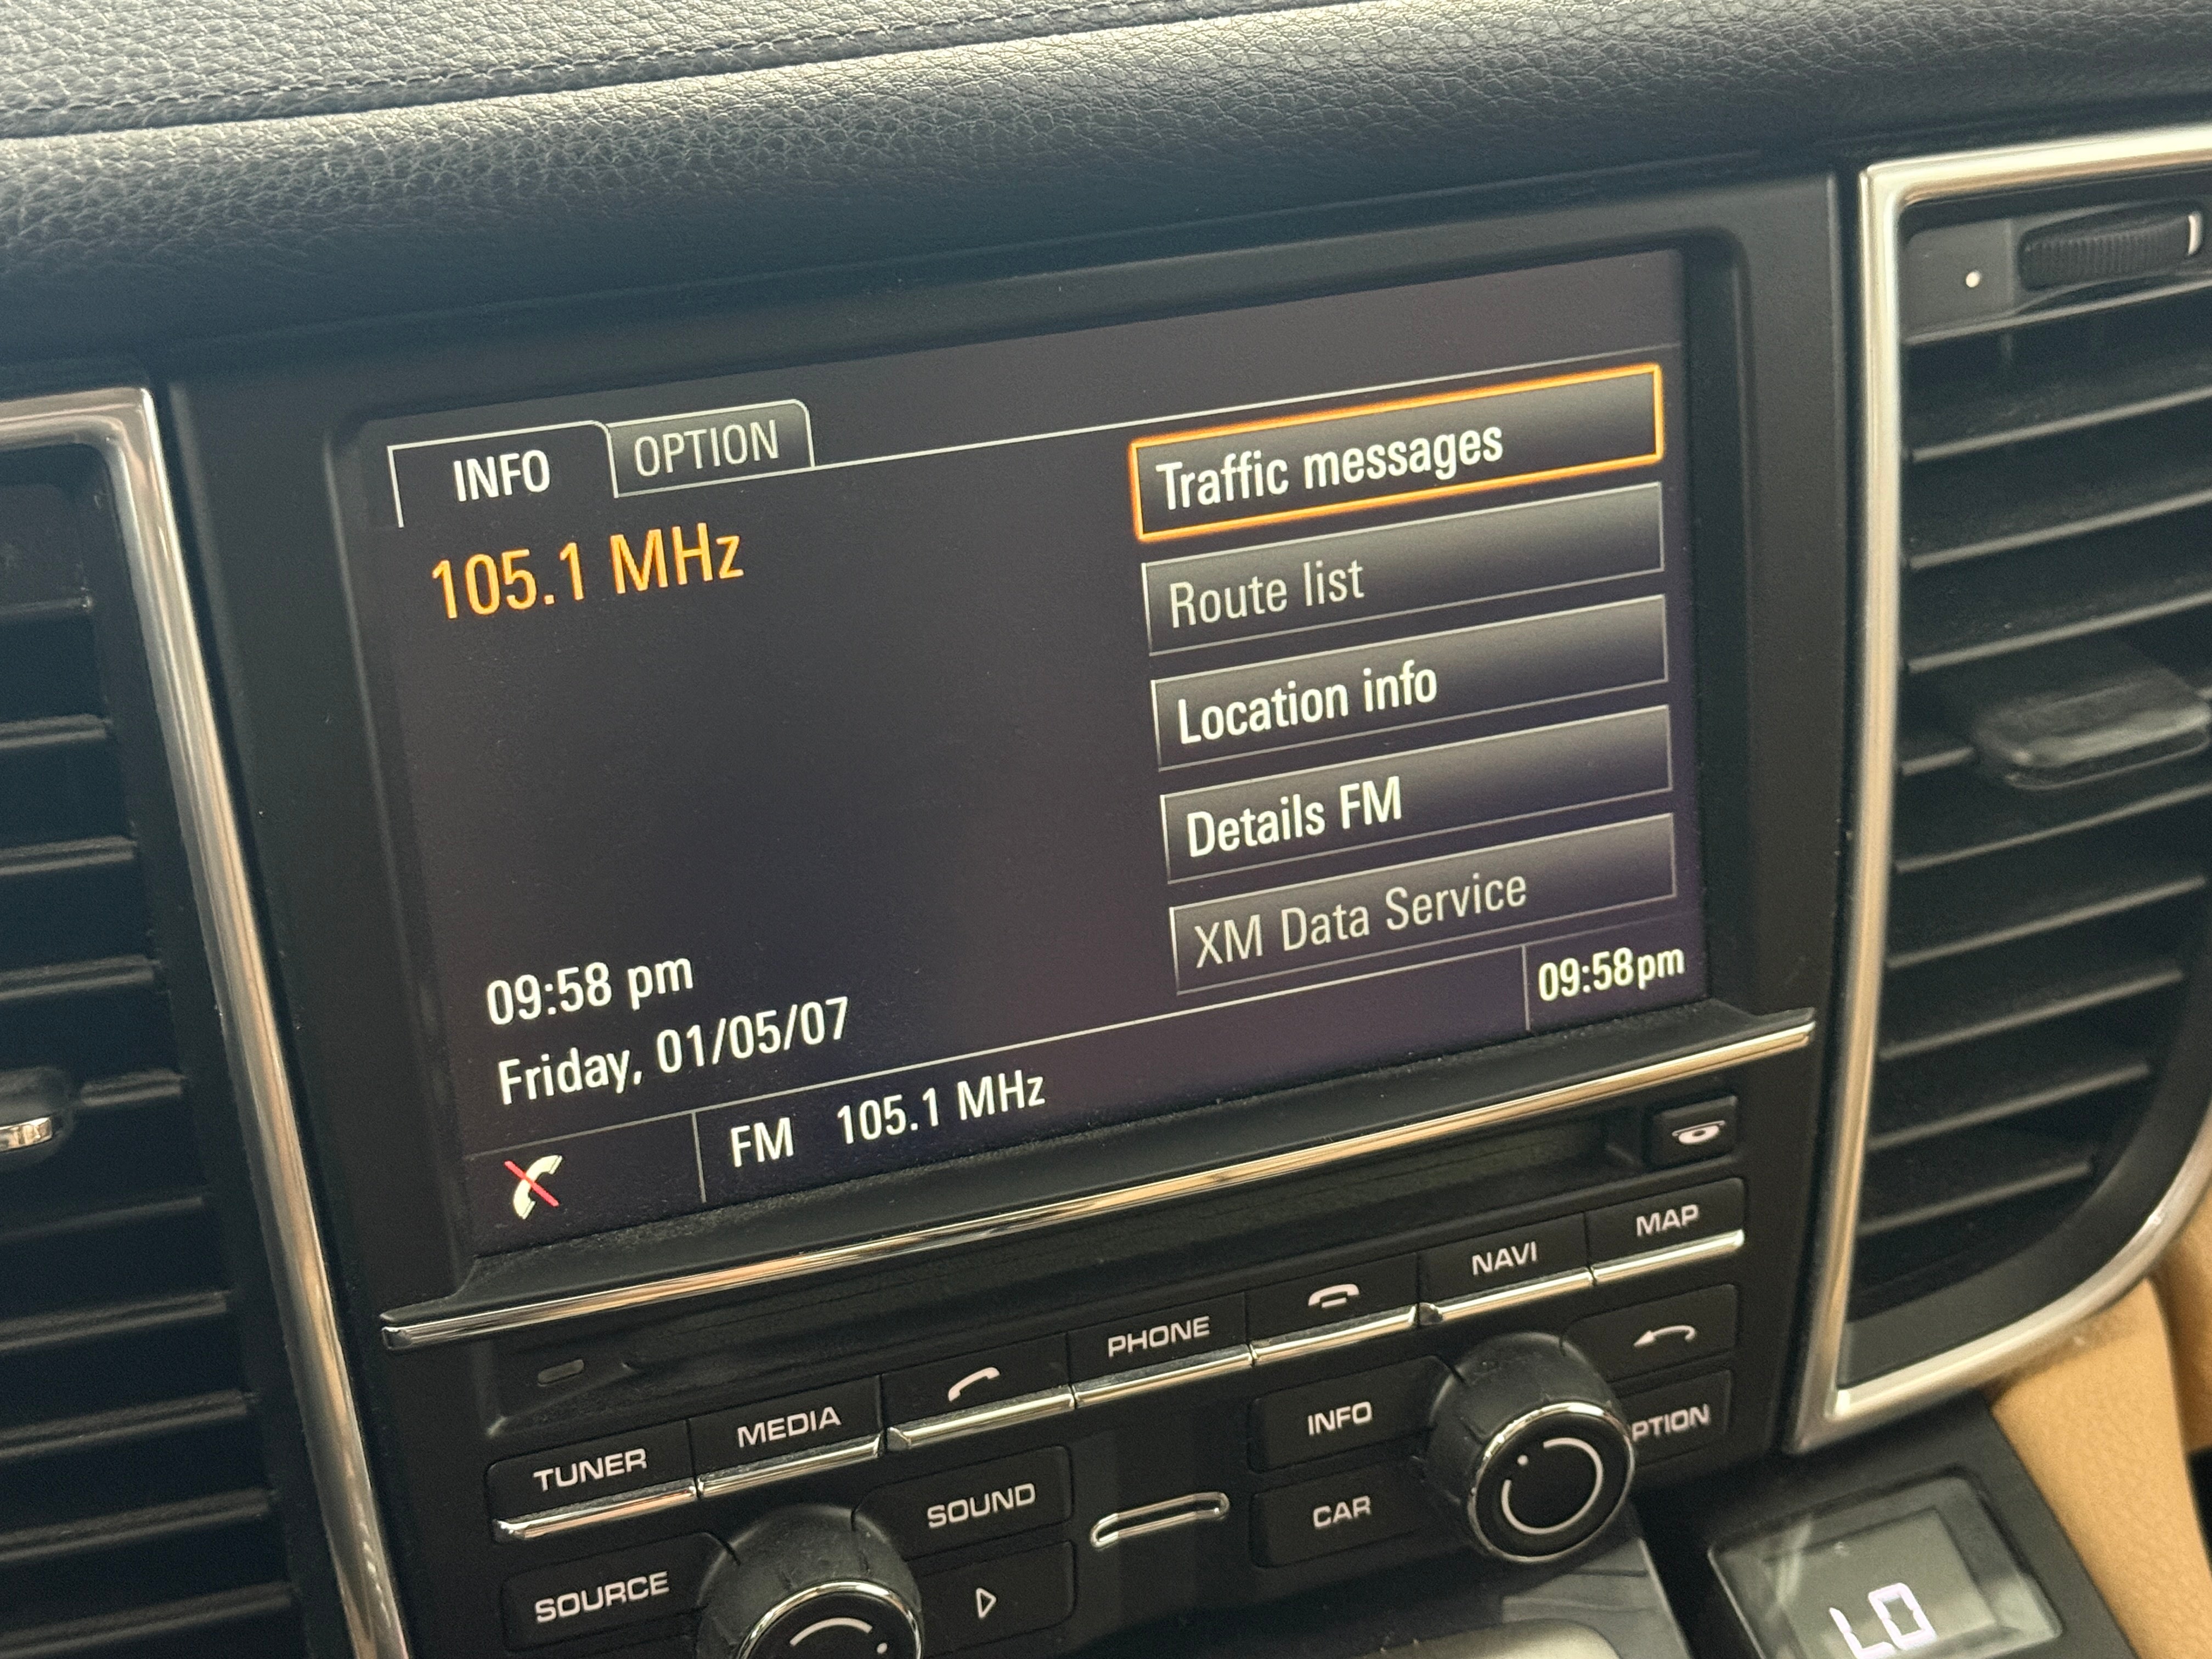 INFO
OPTION
105.1 MHz
Traffic messages
Route list
Location info
Details FM
XM Data Service
09:58 pm
Friday, 01/05/07
09:58pm
FM 105.1 MHz
TUNER
MEDIA
PHONE
NAVI
MAP
SOURCE
SOUND
INFO
PTION
CAR
LO